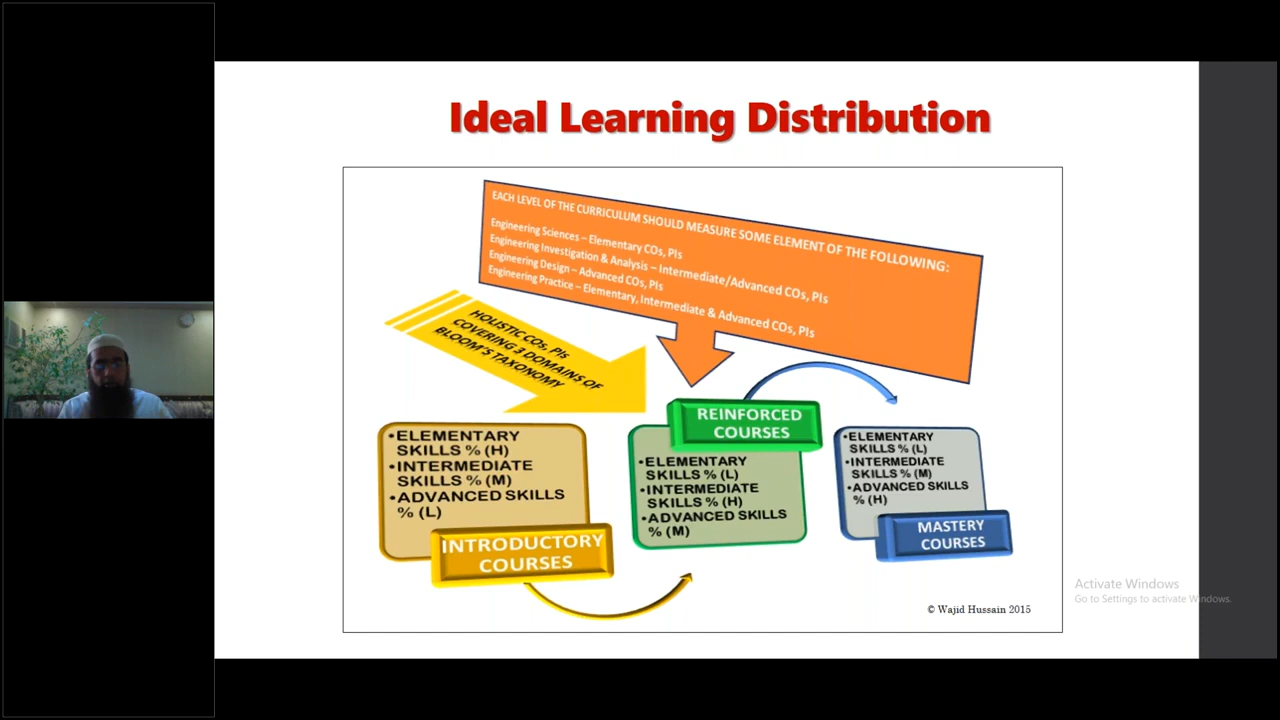 Ideal Learning Distribution
EACH LEVEL OF THE CURRICULUM SHOULD MEASURE SOME ELEMENT OF THE FOLLOWING:
Engineering Sciences – Elementary COs, PIs
Engineering Investigation & Analysis – Intermediate/Advanced COs, PIs
Engineering Design – Advanced COs, PIs
Engineering Practice – Elementary, Intermediate & Advanced COs, PIs
HOLISTIC COs, PIs
COVERING 3 DOMAINS OF
BLOOM'S TAXONOMY
•ELEMENTARY
SKILLS % (H)
•INTERMEDIATE
SKILLS % (M)
•ADVANCED SKILLS
% (L)
INTRODUCTORY
COURSES
REINFORCED
COURSES
•ELEMENTARY
SKILLS % (L)
•INTERMEDIATE
SKILLS % (H)
•ADVANCED SKILLS
% (M)
•ELEMENTARY
SKILLS % (L)
•INTERMEDIATE
SKILLS % (M)
•ADVANCED SKILLS
% (H)
MASTERY
COURSES
© Wajid Hussain 2015
Activate Windows
Go to Settings to activate Windows.